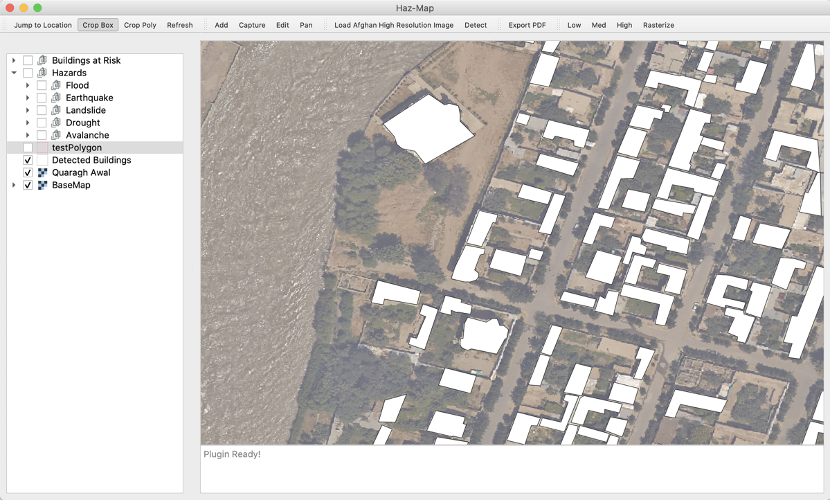 Haz-Map
Jump to Location Crop Box Crop Poly Refresh Add Capture Edit Pan Load Afghan High Resolution Image Detect Export PDF Low Med High Rasterize
Buildings at Risk
Hazards
Flood
Earthquake
Landslide
Drought
Avalanche
testPolygon
Detected Buildings
Quaragh Awal
BaseMap
Plugin Ready!